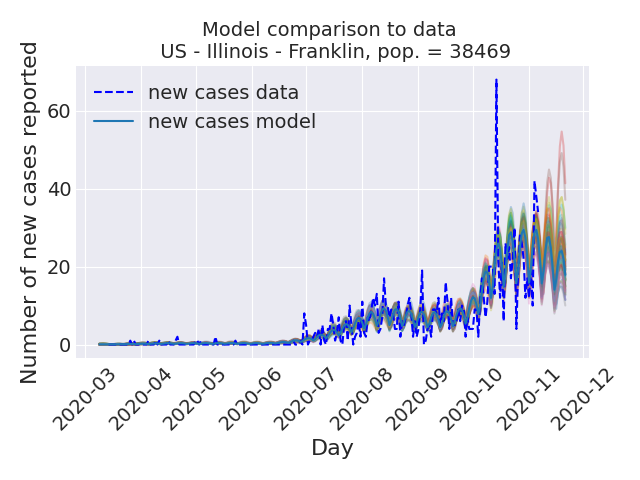 Model comparison to data
US - Illinois - Franklin, pop. = 38469
Number of new cases reported
new cases data
new cases model
60
40
20
0
2020-03
2020-04
2020-05
2020-06
2020-07
2020-08
2020-09
2020-10
2020-11
2020-12
Day